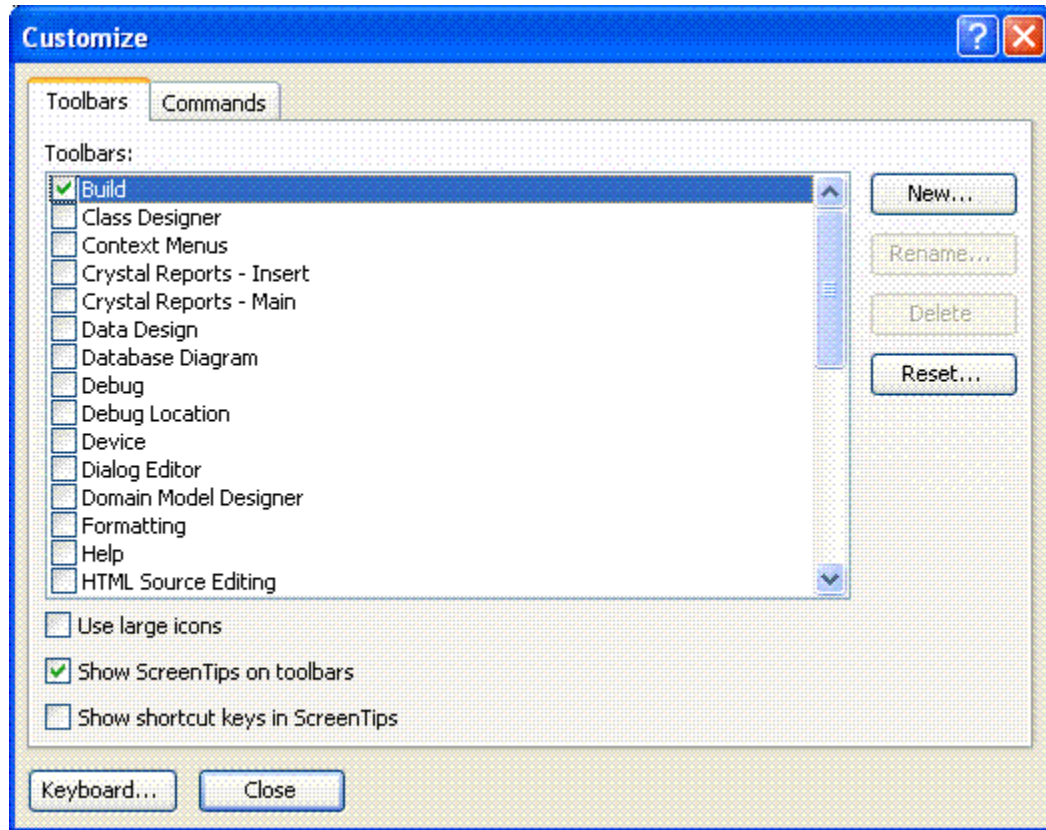 Customize
Toolbars
Commands
Toolbars:
Build
Class Designer
Context Menus
Crystal Reports - Insert
Crystal Reports - Main
Data Design
Database Diagram
Debug
Debug Location
Device
Dialog Editor
Domain Model Designer
Formatting
Help
HTML Source Editing
New...
Rename...
Delete
Reset...
Use large icons
Show ScreenTips on toolbars
Show shortcut keys in ScreenTips
Keyboard...
Close